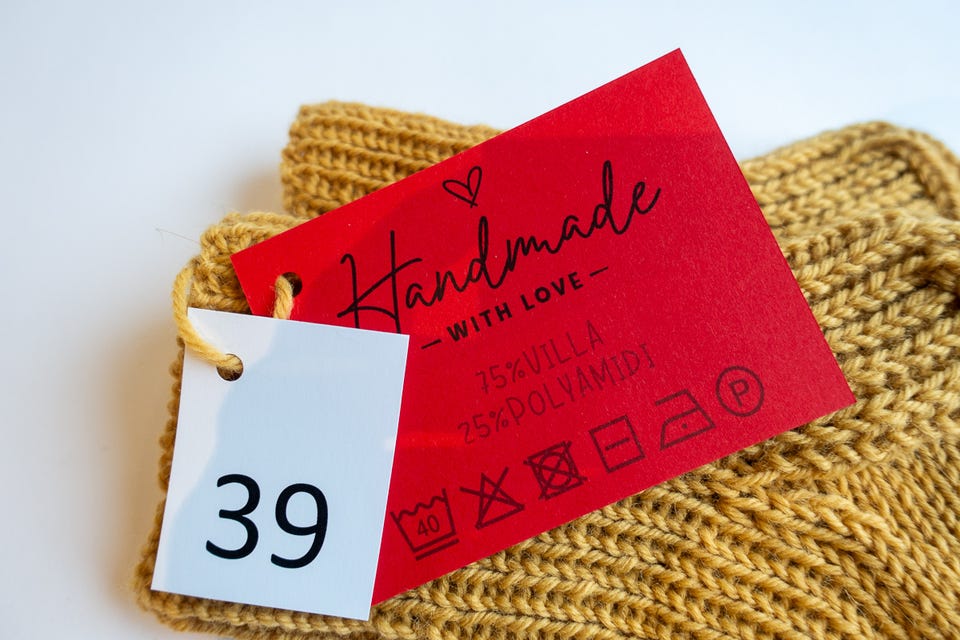 Handmade
WITH LOVE
75%VILLA
25%POLYAMIDI
40
P
39